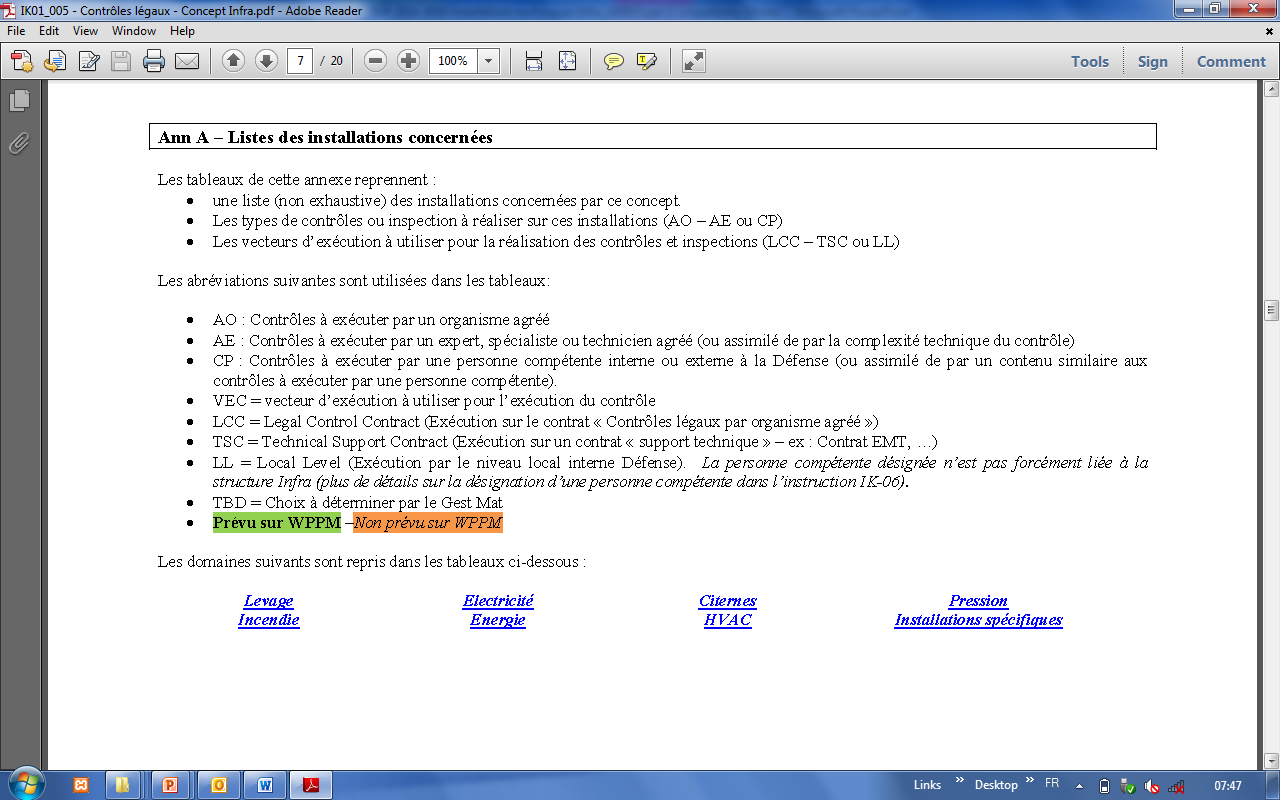 IK01_005 - Contrôles légaux - Concept Infra.pdf - Adobe Reader
File Edit View Window Help
7 / 20 100% Tools Sign Comment
Ann A – Listes des installations concernées
Les tableaux de cette annexe reprennent :
• une liste (non exhaustive) des installations concernées par ce concept.
• Les types de contrôles ou inspection à réaliser sur ces installations (AO – AE ou CP)
• Les vecteurs d’exécution à utiliser pour la réalisation des contrôles et inspections (LCC – TSC ou LL)
Les abréviations suivantes sont utilisées dans les tableaux:
• AO : Contrôles à exécuter par un organisme agréé
• AE : Contrôles à exécuter par un expert, spécialiste ou technicien agréé (ou assimilé de par la complexité technique du contrôle)
• CP : Contrôles à exécuter par une personne compétente interne ou externe à la Défense (ou assimilé de par un contenu similaire aux
contrôles à exécuter par une personne compétente).
• VEC = vecteur d’exécution à utiliser pour l’exécution du contrôle
• LCC = Legal Control Contract (Exécution sur le contrat « Contrôles légaux par organisme agréé »)
• TSC = Technical Support Contract (Exécution sur un contrat « support technique » – ex : Contrat EMT, …)
• LL = Local Level (Exécution par le niveau local interne Défense). La personne compétente désignée n’est pas forcément liée à la
structure Infra (plus de détails sur la désignation d’une personne compétente dans l’instruction IK-06).
• TBD = Choix à déterminer par le Gest Mat
• Prévu sur WPPM –Non prévu sur WPPM
Les domaines suivants sont repris dans les tableaux ci-dessous :
Levage Electricité Citernes Pression
Incendie Energie HVAC Installations spécifiques
Links » Desktop » FR 07:47